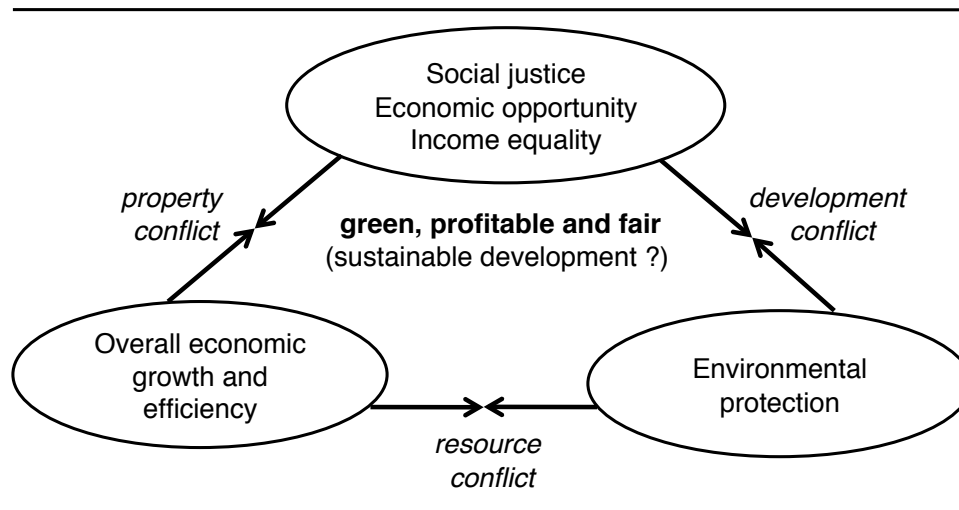 Social justice
Economic opportunity
Income equality
property
conflict
development
conflict
green, profitable and fair
(sustainable development ?)
Overall economic
growth and
efficiency
Environmental
protection
resource
conflict